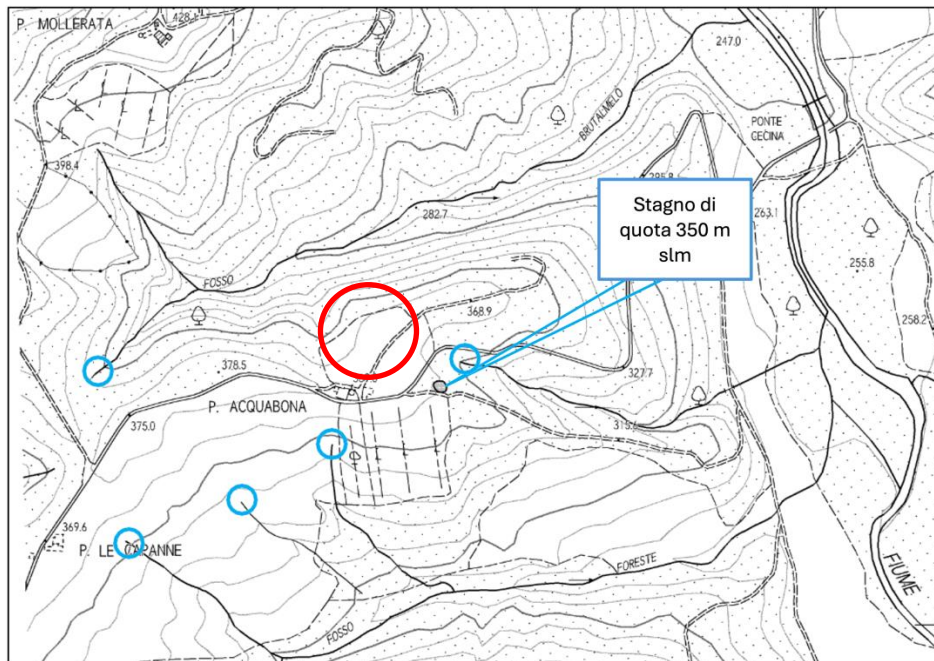 P. MOLLERATA
428.1
247.0
BRUTALMELO
PONTE
CECINA
398.4
295.8
Stagno di
quota 350 m
slm
282.7
263.1
255.8
FOSSO
258.2
368.9
378.5
327.7
P. ACQUABONA
375.0
369.6
P. LE CAPANNE
FORESTE
FIUME
FOSSO